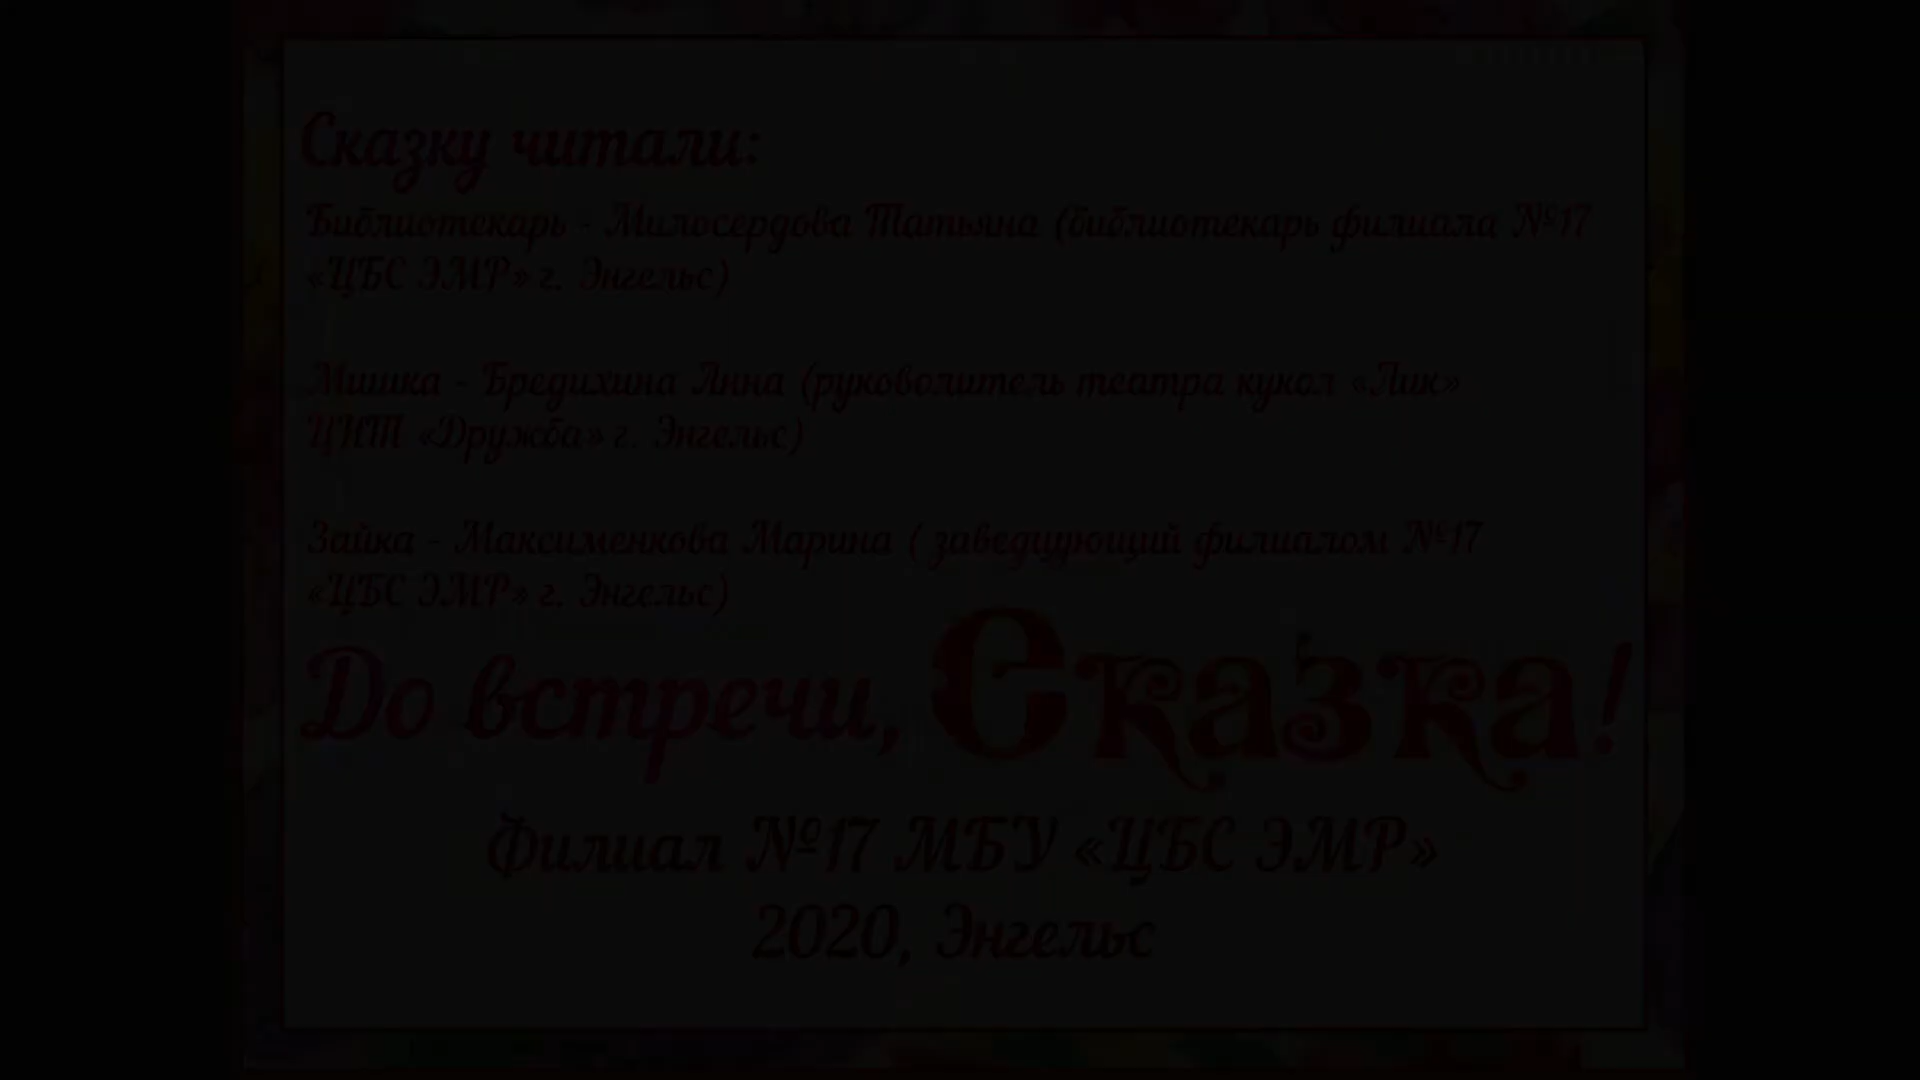 Сказку читали:
Библиотекарь - Милосердова Татьяна (библиотекарь филиала №17
«ЦБС ЭМР» г. Энгельс)
Мишка - Бредихина Анна (руководитель театра кукол «Лик»
ЦНТ «Дружба» г. Энгельс)
Зайка - Максименкова Марина ( заведующий филиалом №17
«ЦБС ЭМР» г. Энгельс)
До встречи, Сказка!
Филиал №17 МБУ «ЦБС ЭМР»
2020, Энгельс